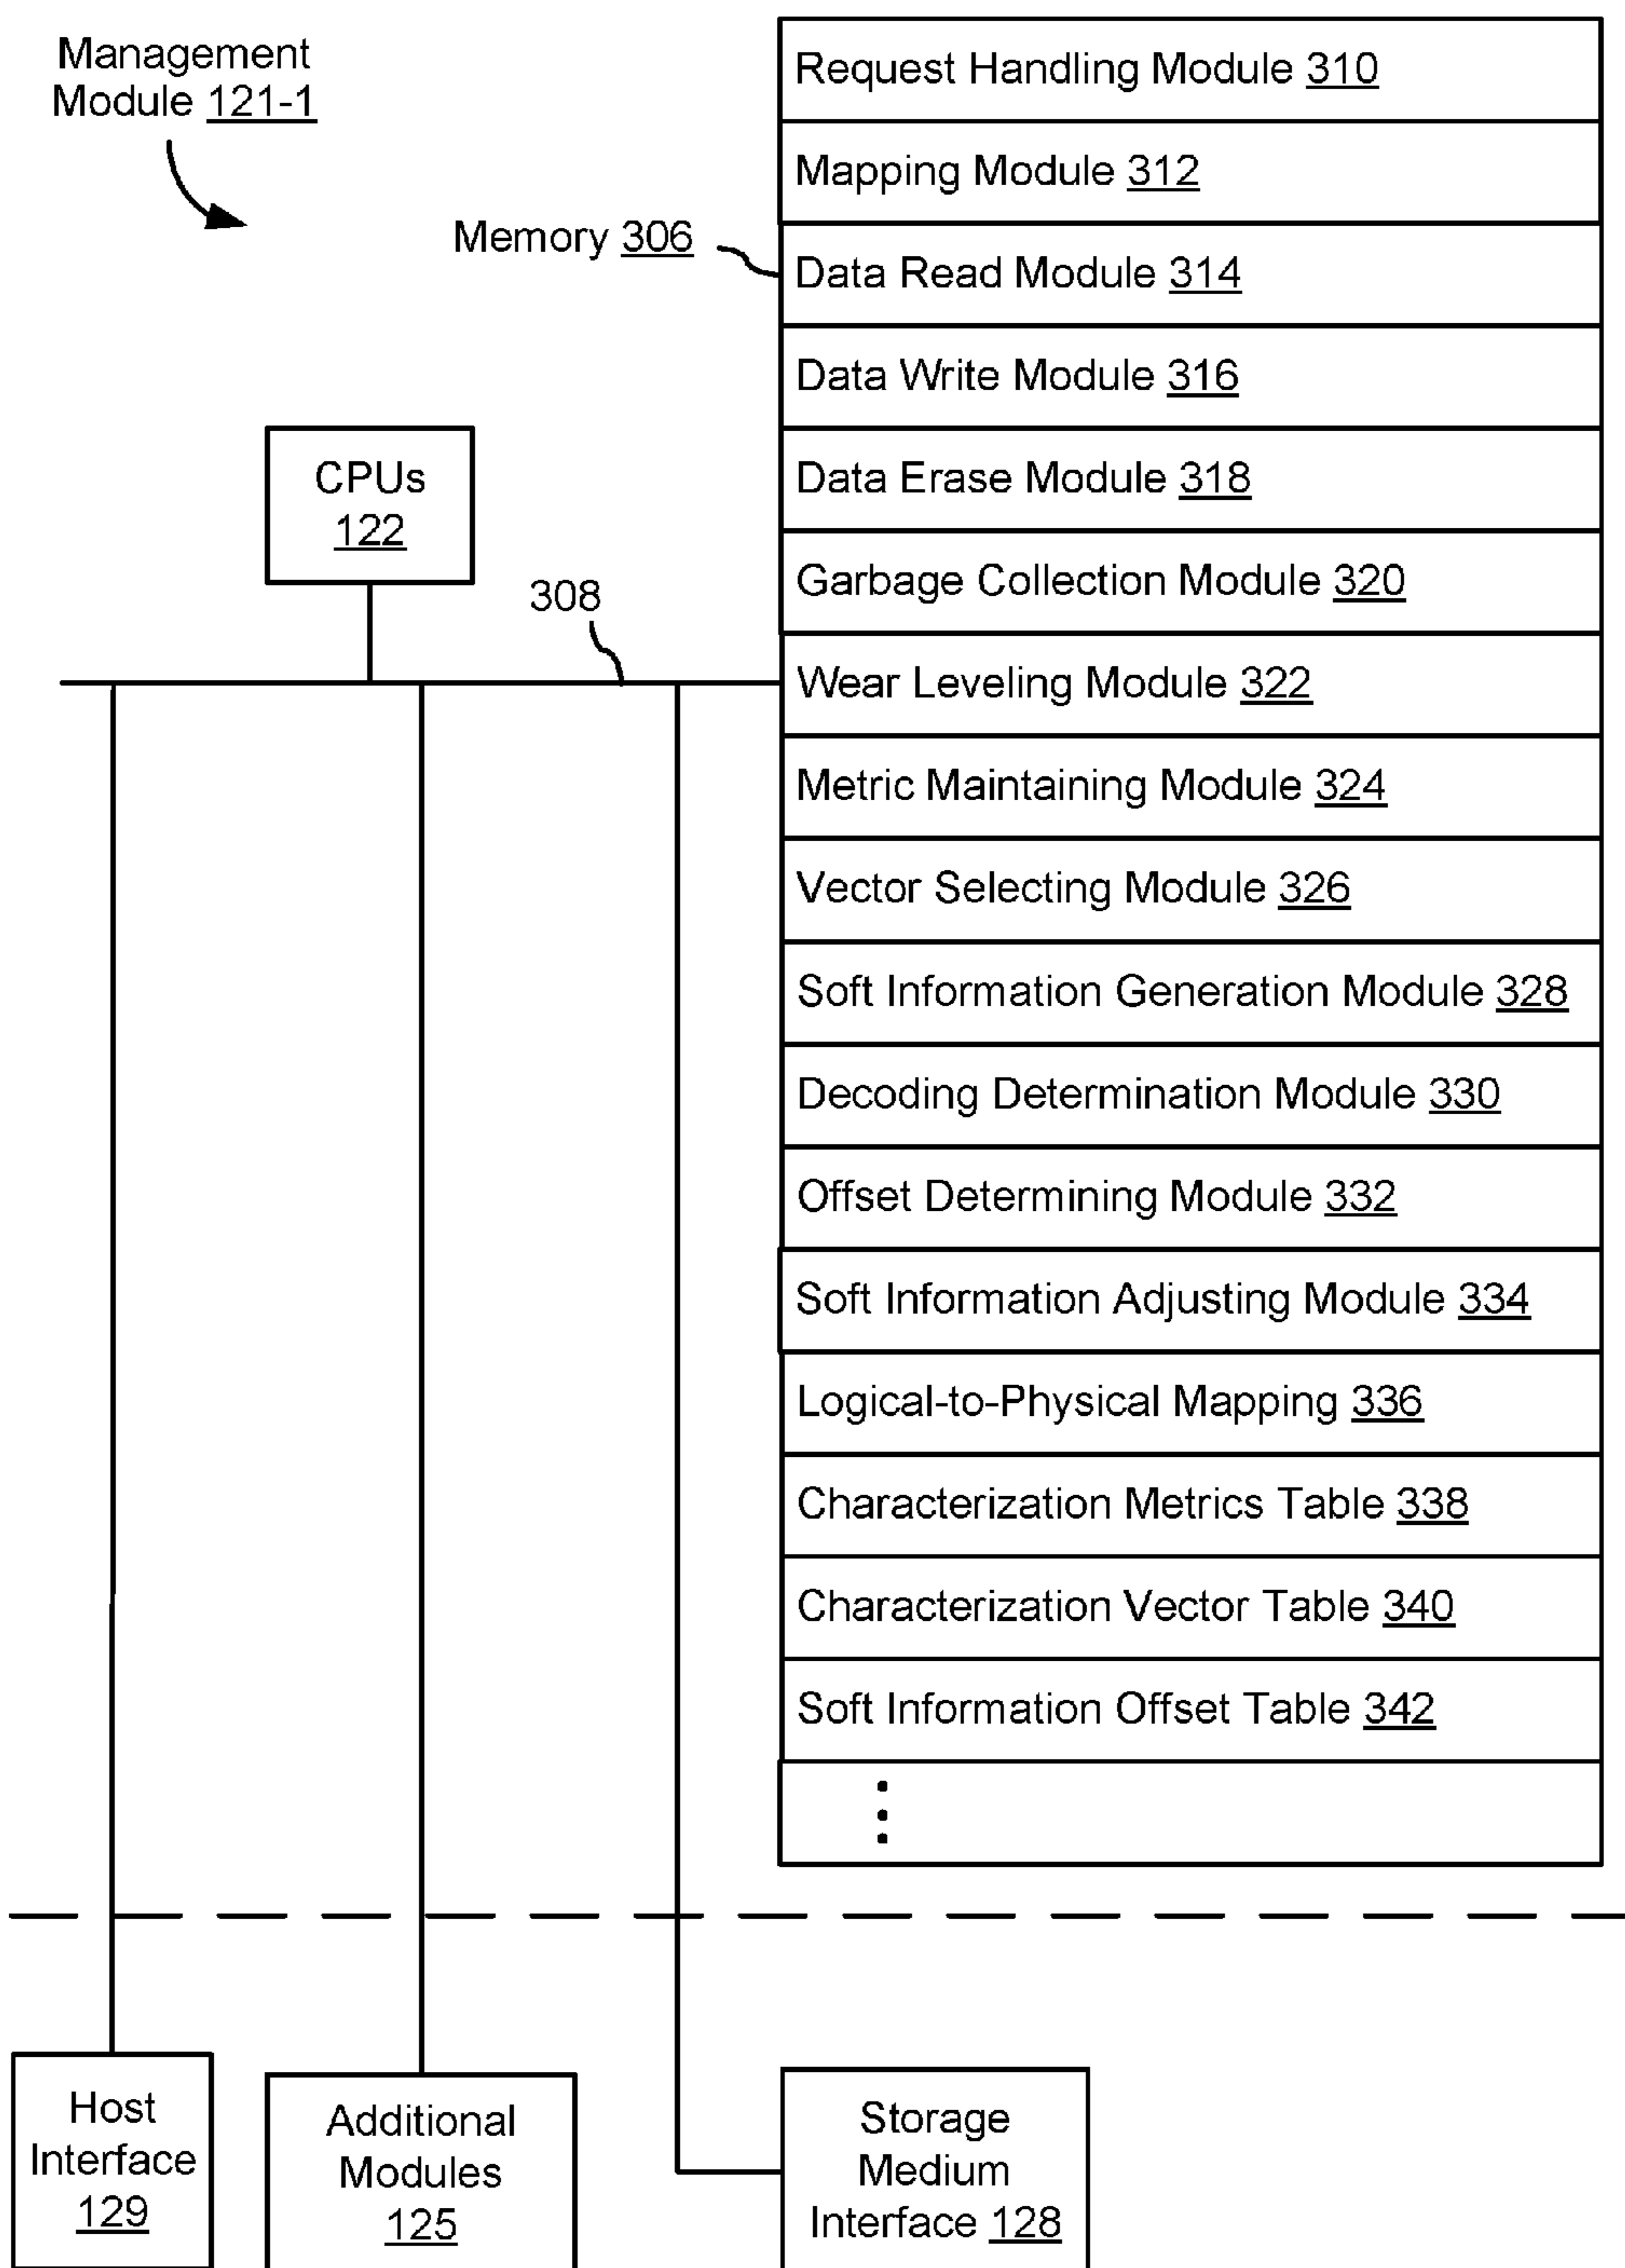 Management
Module 121-1
Memory 306
CPUs
122
308
Request Handling Module 310
Mapping Module 312
Data Read Module 314
Data Write Module 316
Data Erase Module 318
Garbage Collection Module 320
Wear Leveling Module 322
Metric Maintaining Module 324
Vector Selecting Module 326
Soft Information Generation Module 328
Decoding Determination Module 330
Offset Determining Module 332
Soft Information Adjusting Module 334
Logical-to-Physical Mapping 336
Characterization Metrics Table 338
Characterization Vector Table 340
Soft Information Offset Table 342
Host
Interface
129
Additional
Modules
125
Storage
Medium
Interface 128